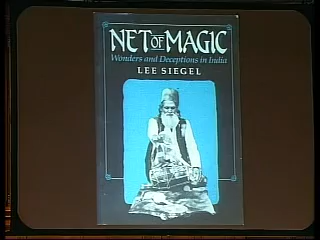 NET OF MAGIC
Wonders and Deceptions in India
LEE SIEGEL